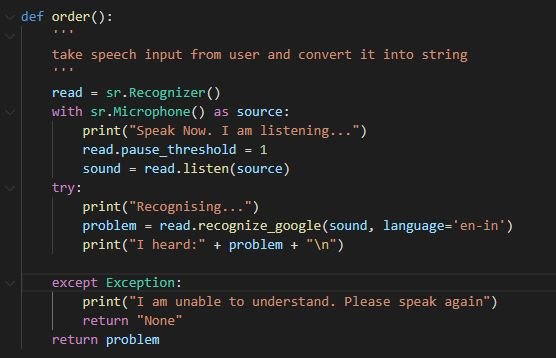 def order():
    '''
    take speech input from user and convert it into string
    '''
    read = sr.Recognizer()
    with sr.Microphone() as source:
        print("Speak Now. I am listening...")
        read.pause_threshold = 1
        sound = read.listen(source)
    try:
        print("Recognising...")
        problem = read.recognize_google(sound, language='en-in')
        print("I heard:" + problem + "\n")

    except Exception:
        print("I am unable to understand. Please speak again")
        return "None"
    return problem